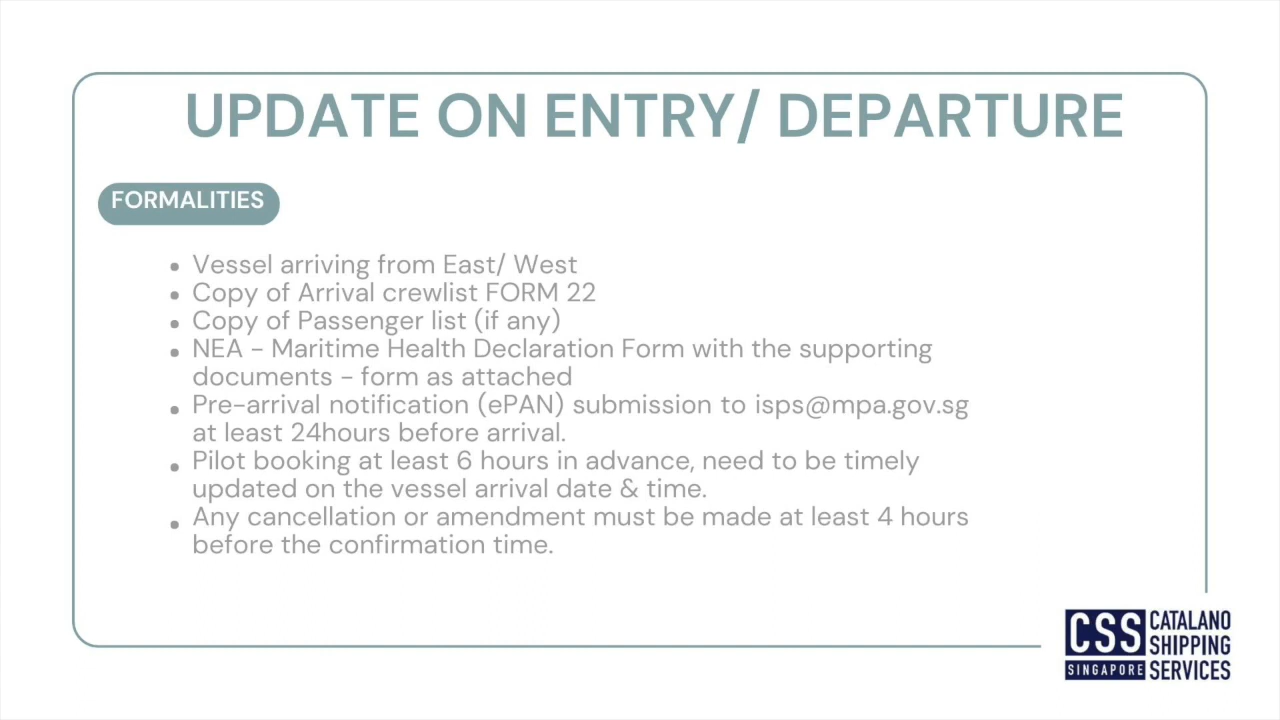 UPDATE ON ENTRY/ DEPARTURE
FORMALITIES
• Vessel arriving from East/ West
• Copy of Arrival crewlist FORM 22
• Copy of Passenger list (if any)
• NEA – Maritime Health Declaration Form with the supporting
documents – form as attached
• Pre-arrival notification (ePAN) submission to isps@mpa.gov.sg
at least 24hours before arrival.
• Pilot booking at least 6 hours in advance, need to be timely
updated on the vessel arrival date & time.
• Any cancellation or amendment must be made at least 4 hours
before the confirmation time.
CSS
SINGAPORE
CATALANO
SHIPPING
SERVICES